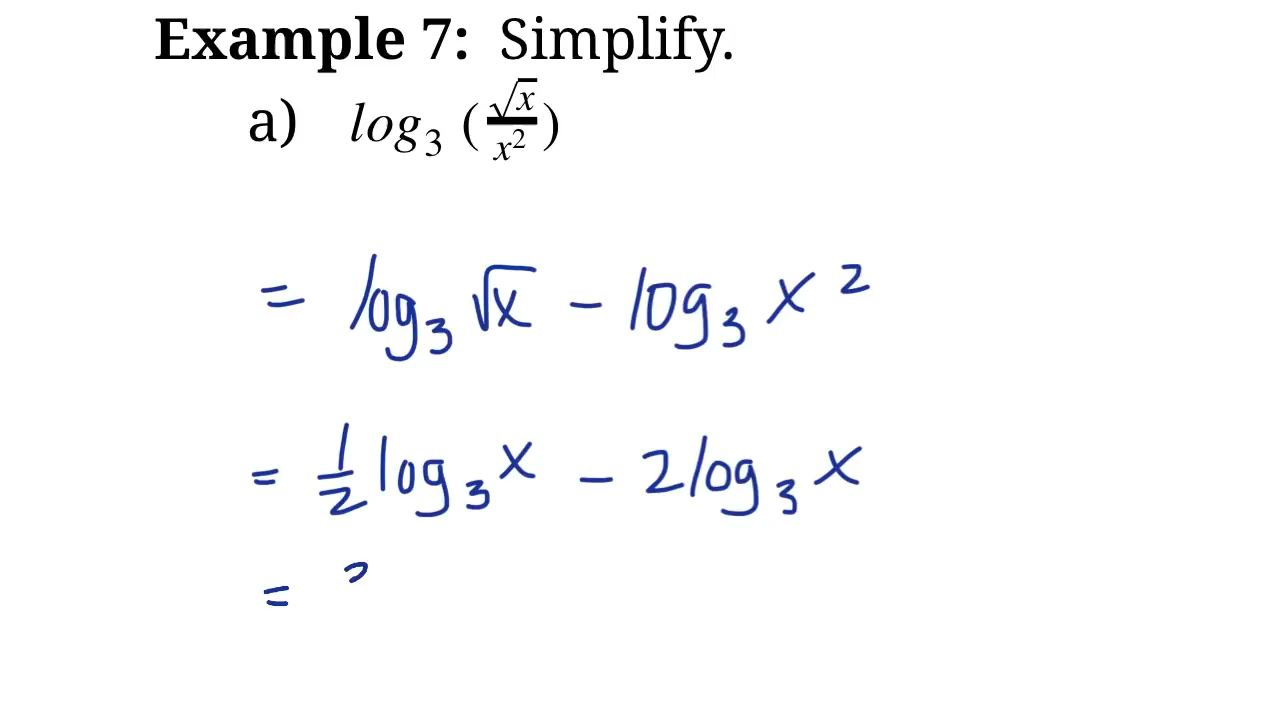 Example 7: Simplify.
a) log₃ (√x/x²)
= log₃ √x − log₃ x²
= ½ log₃ x − 2 log₃ x
=